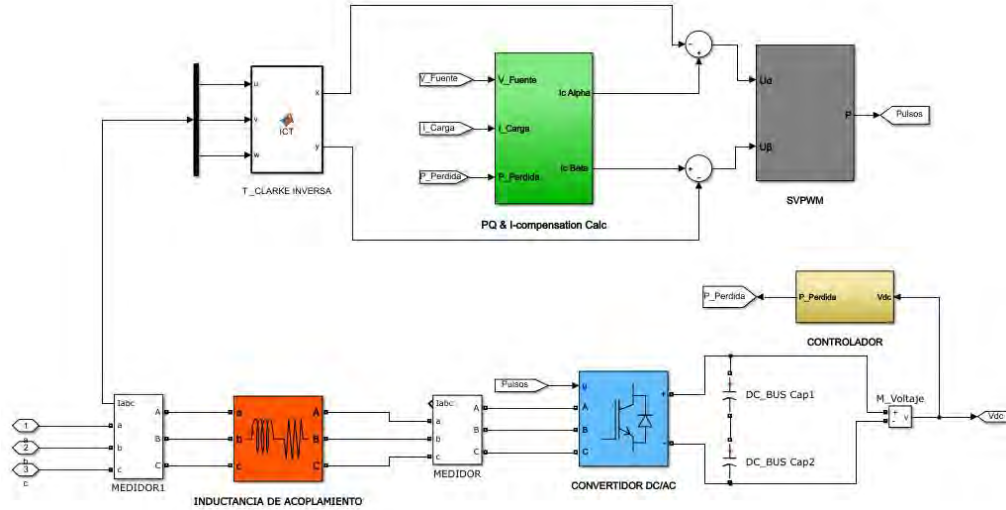 u
v
w
ICT
x
y
T_CLARKE INVERSA
V_Fuente
I_Carga
P_Perdida
V_Fuente
I_Carga
P_Perdida
Ic Alpha
Ic Beta
PQ & I-compensation Calc
-
+
+
-
Uα
Uβ
P
SVPWM
Pulsos
P_Perdida
P_Perdida
Vdc
CONTROLADOR
1
a
2
b
3
c
Iabc
a
b
c
A
B
C
MEDIDOR1
a
b
c
A
B
C
INDUCTANCIA DE ACOPLAMIENTO
Iabc
a
b
c
A
B
C
MEDIDOR
Pulsos
g
A
B
C
+
-
CONVERTIDOR DC/AC
+
DC_BUS Cap1
+
DC_BUS Cap2
M_Voltaje
+
-
v
Vdc